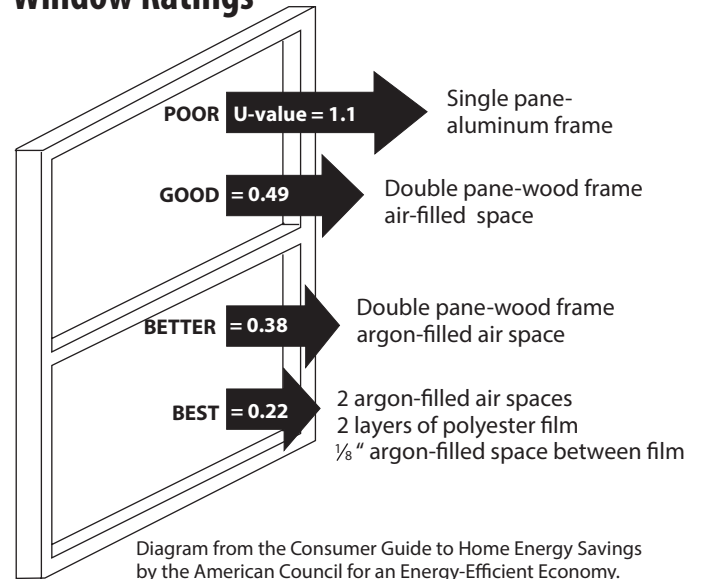 Window Ratings
POOR U-value = 1.1 Single pane-
aluminum frame
GOOD = 0.49 Double pane-wood frame
air-filled space
BETTER = 0.38 Double pane-wood frame
argon-filled air space
BEST = 0.22 2 argon-filled air spaces
2 layers of polyester film
⅛ “ argon-filled space between film
Diagram from the Consumer Guide to Home Energy Savings
by the American Council for an Energy-Efficient Economy.